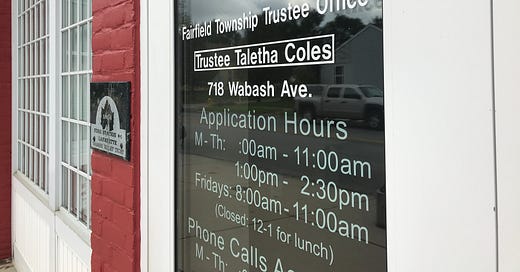 Fairfield Township Trustee Office
Trustee Taletha Coles
718 Wabash Ave.
Application Hours
M - Th: :00am - 11:00am
1:00pm - 2:30pm
Fridays: 8:00am-11:00am
(Closed: 12-1 for lunch)
Phone Calls
M - Th: